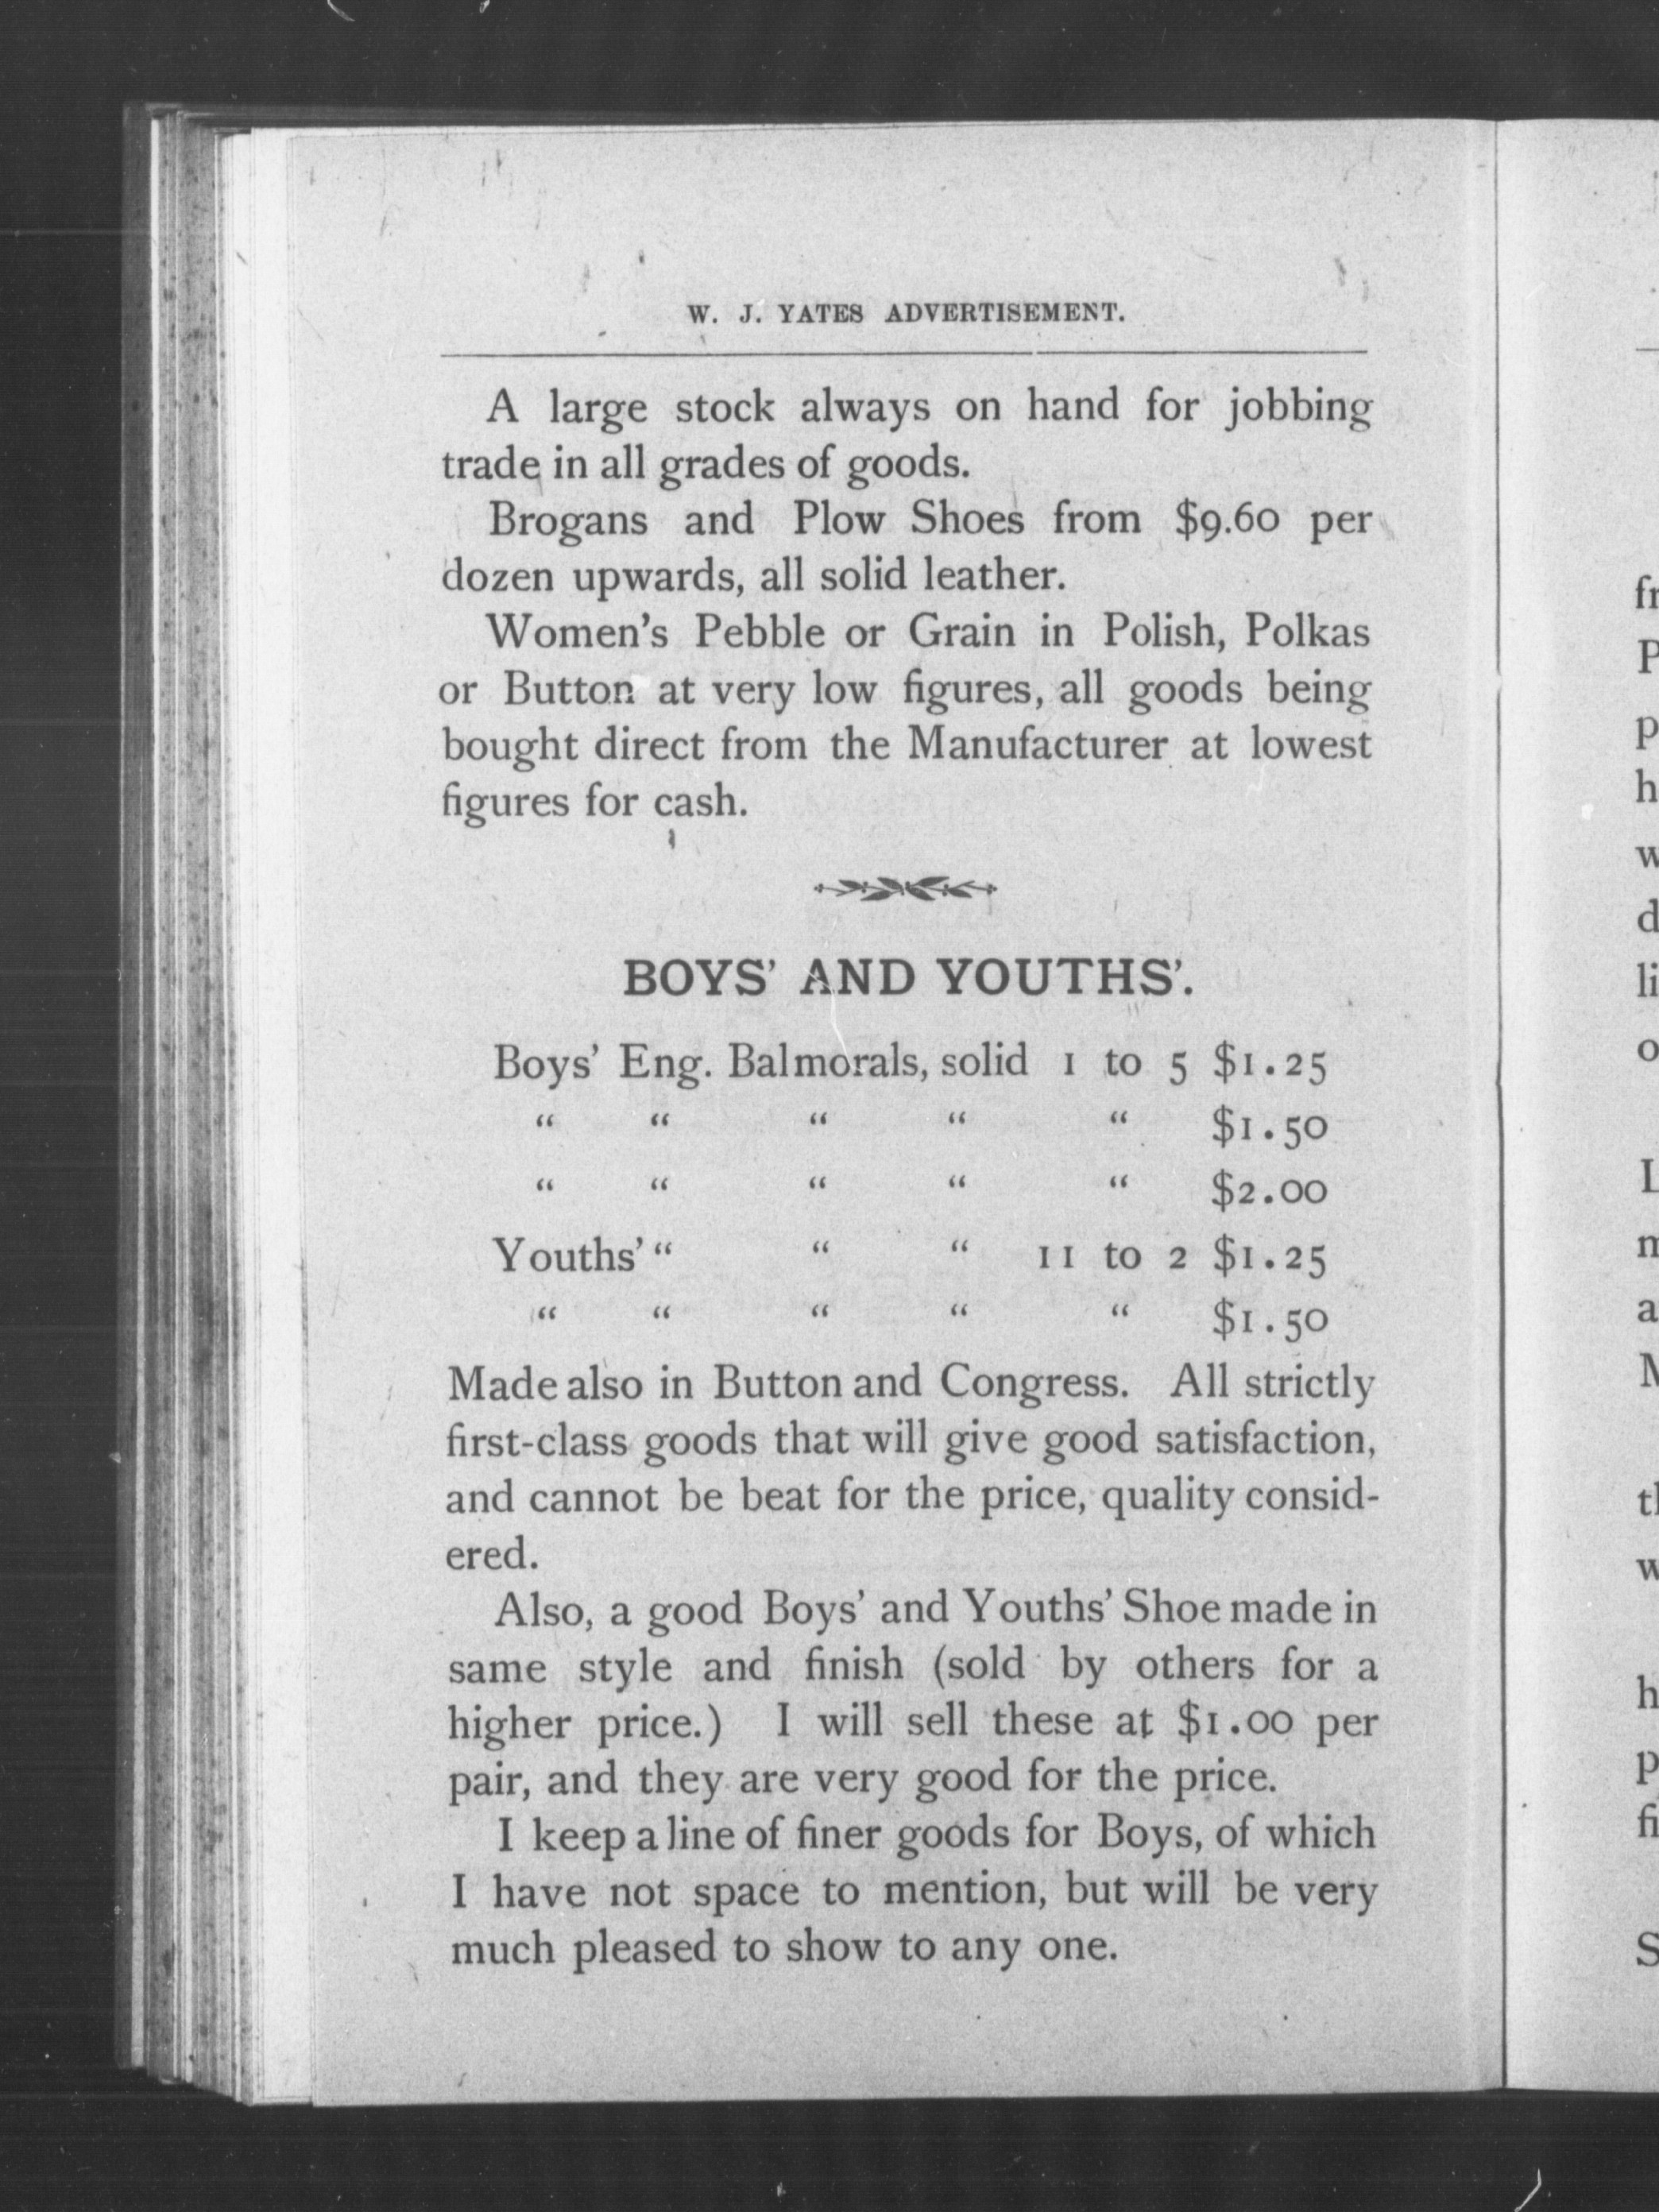 W. J. YATES ADVERTISEMENT.
A large stock always on hand for jobbing
trade in all grades of goods.
Brogans and Plow Shoes from $9.60 per
dozen upwards, all solid leather.
Women's Pebble or Grain in Polish, Polkas
or Button at very low figures, all goods being
bought direct from the Manufacturer at lowest
figures for cash.
BOYS' AND YOUTHS'.
Boys' Eng. Balmorals, solid 1 to 5 $1.25
“ “ “ “ “ $1.50
“ “ “ “ “ $2.00
Youths' “ “ “ 11 to 2 $1.25
“ “ “ “ “ $1.50
Made also in Button and Congress. All strictly
first-class goods that will give good satisfaction,
and cannot be beat for the price, quality consid-
ered.
Also, a good Boys' and Youths' Shoe made in
same style and finish (sold by others for a
higher price.) I will sell these at $1.00 per
pair, and they are very good for the price.
I keep a line of finer goods for Boys, of which
I have not space to mention, but will be very
much pleased to show to any one.